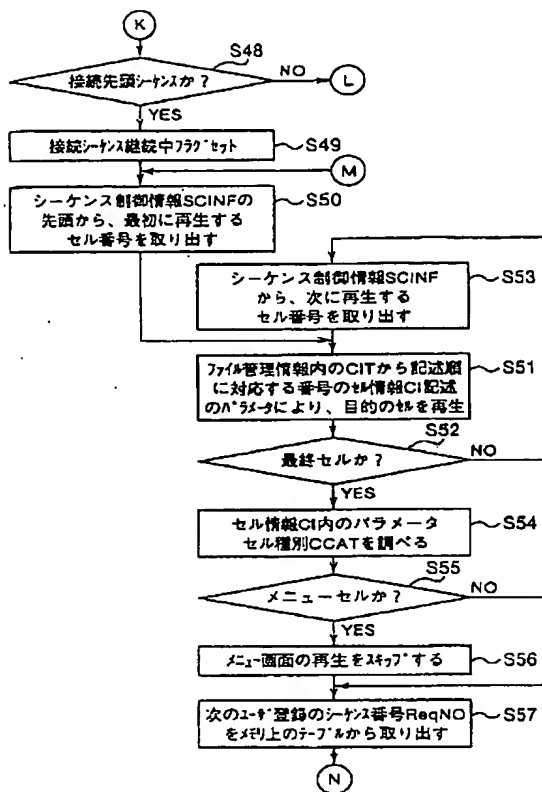 K
S48
接続先頭シーケンスか？
NO
L
YES
接続シーケンス継続中フラグセット
S49
M
シーケンス制御情報SCINFの
先頭から、最初に再生する
セル番号を取り出す
S50
シーケンス制御情報SCINF
から、次に再生する
セル番号を取り出す
S53
ファイル管理情報内のCITから記述順
に対応する番号のセル情報CI記述
のパラメータにより、目的のセルを再生
S51
S52
最終セルか？
NO
YES
セル情報CI内のパラメータ
セル種別CCATを調べる
S54
S55
メニューセルか？
NO
YES
メニュー画面の再生をスキップする
S56
次のユーザ登録のシーケンス番号ReqNO
をメモリ上のテーブルから取り出す
S57
N